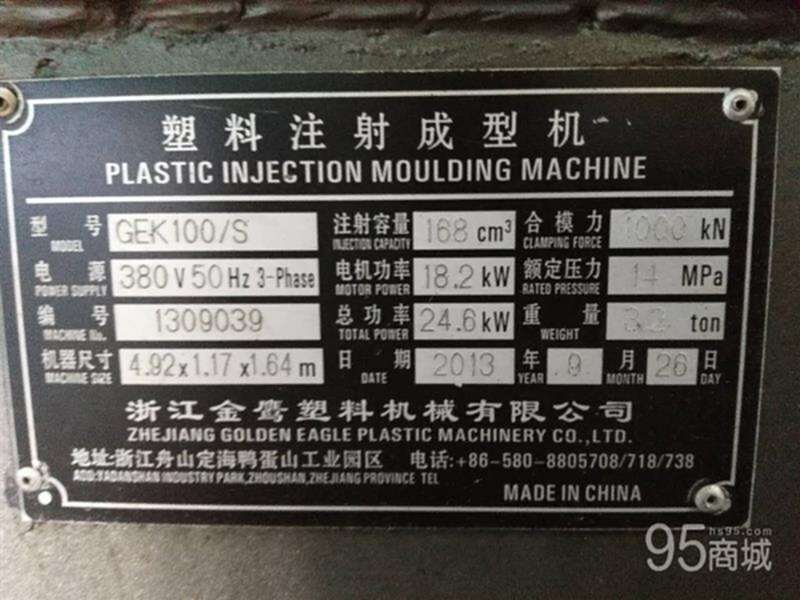 塑料注射成型机
PLASTIC INJECTION MOULDING MACHINE
型号 GEK100/S 注射容量 168 cm³ 合模力 1000 kN
MODEL INJECTION CAPACITY CLAMPING FORCE
电源 380V 50Hz 3-Phase 电机功率 18.2kW 额定压力 14 MPa
POWER SUPPLY MOTOR POWER RATED PRESSURE
编号 1309039 总功率 24.6kW 重量 ton
MACHINE No. TOTAL POWER WEIGHT
机器尺寸 4.92x1.17x1.64 m 日期 2013 年 9 月 26 日
MACHINE SIZE DATE YEAR MONTH DAY
浙江金鹰塑料机械有限公司
ZHEJIANG GOLDEN EAGLE PLASTIC MACHINERY CO.,LTD.
地址:浙江舟山定海鸭蛋山工业园区 电话:+86-580-8805708/718/738
ADD:YADANSHAN INDUSTRY PARK,ZHOUSHAN,ZHEJIANG PROVINCE TEL
MADE IN CHINA
hs95.com
95商城